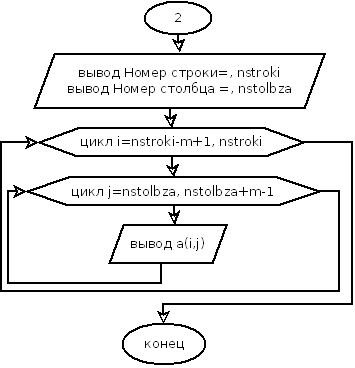 2
вывод Номер строки=, nstroki
вывод Номер столбца =, nstolbza
цикл i=nstroki-m+1, nstroki
цикл j=nstolbza, nstolbza+m-1
вывод a(i,j)
конец